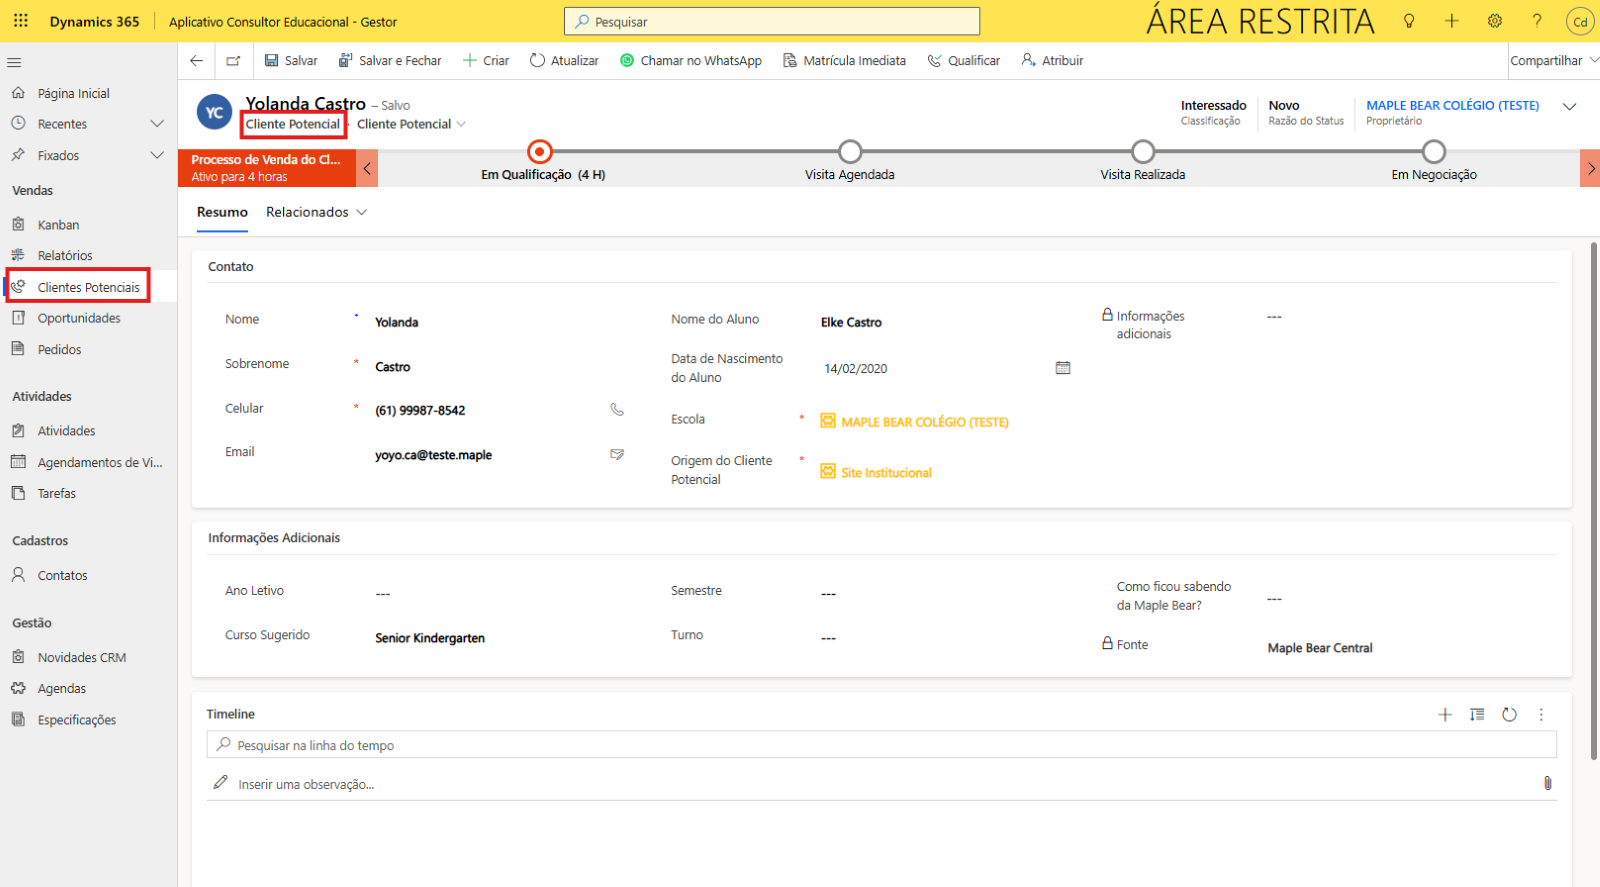 Dynamics 365
Aplicativo Consultor Educacional - Gestor
Pesquisar
ÁREA RESTRITA
Cd
Salvar
Salvar e Fechar
Criar
Atualizar
Chamar no WhatsApp
Matrícula Imediata
Qualificar
Atribuir
Compartilhar
Página Inicial
Recentes
Fixados
Vendas
Kanban
Relatórios
Clientes Potenciais
Oportunidades
Pedidos
Atividades
Atividades
Agendamentos de Vi...
Tarefas
Cadastros
Contatos
Gestão
Novidades CRM
Agendas
Especificações
YC
Yolanda Castro – Salvo
Cliente Potencial · Cliente Potencial
Interessado
Classificação
Novo
Razão do Status
MAPLE BEAR COLÉGIO (TESTE)
Proprietário
Processo de Venda do Cl...
Ativo para 4 horas
Em Qualificação (4 H)
Visita Agendada
Visita Realizada
Em Negociação
Resumo
Relacionados
Contato
Nome * Yolanda
Sobrenome * Castro
Celular * (61) 99987-8542
Email yoyo.ca@teste.maple
Nome do Aluno Elke Castro
Data de Nascimento
do Aluno
14/02/2020
Escola * MAPLE BEAR COLÉGIO (TESTE)
Origem do Cliente
Potencial
* Site Institucional
Informações
adicionais
---
Informações Adicionais
Ano Letivo ---
Curso Sugerido Senior Kindergarten
Semestre ---
Turno ---
Como ficou sabendo
da Maple Bear?
---
Fonte Maple Bear Central
Timeline
Pesquisar na linha do tempo
Inserir uma observação...